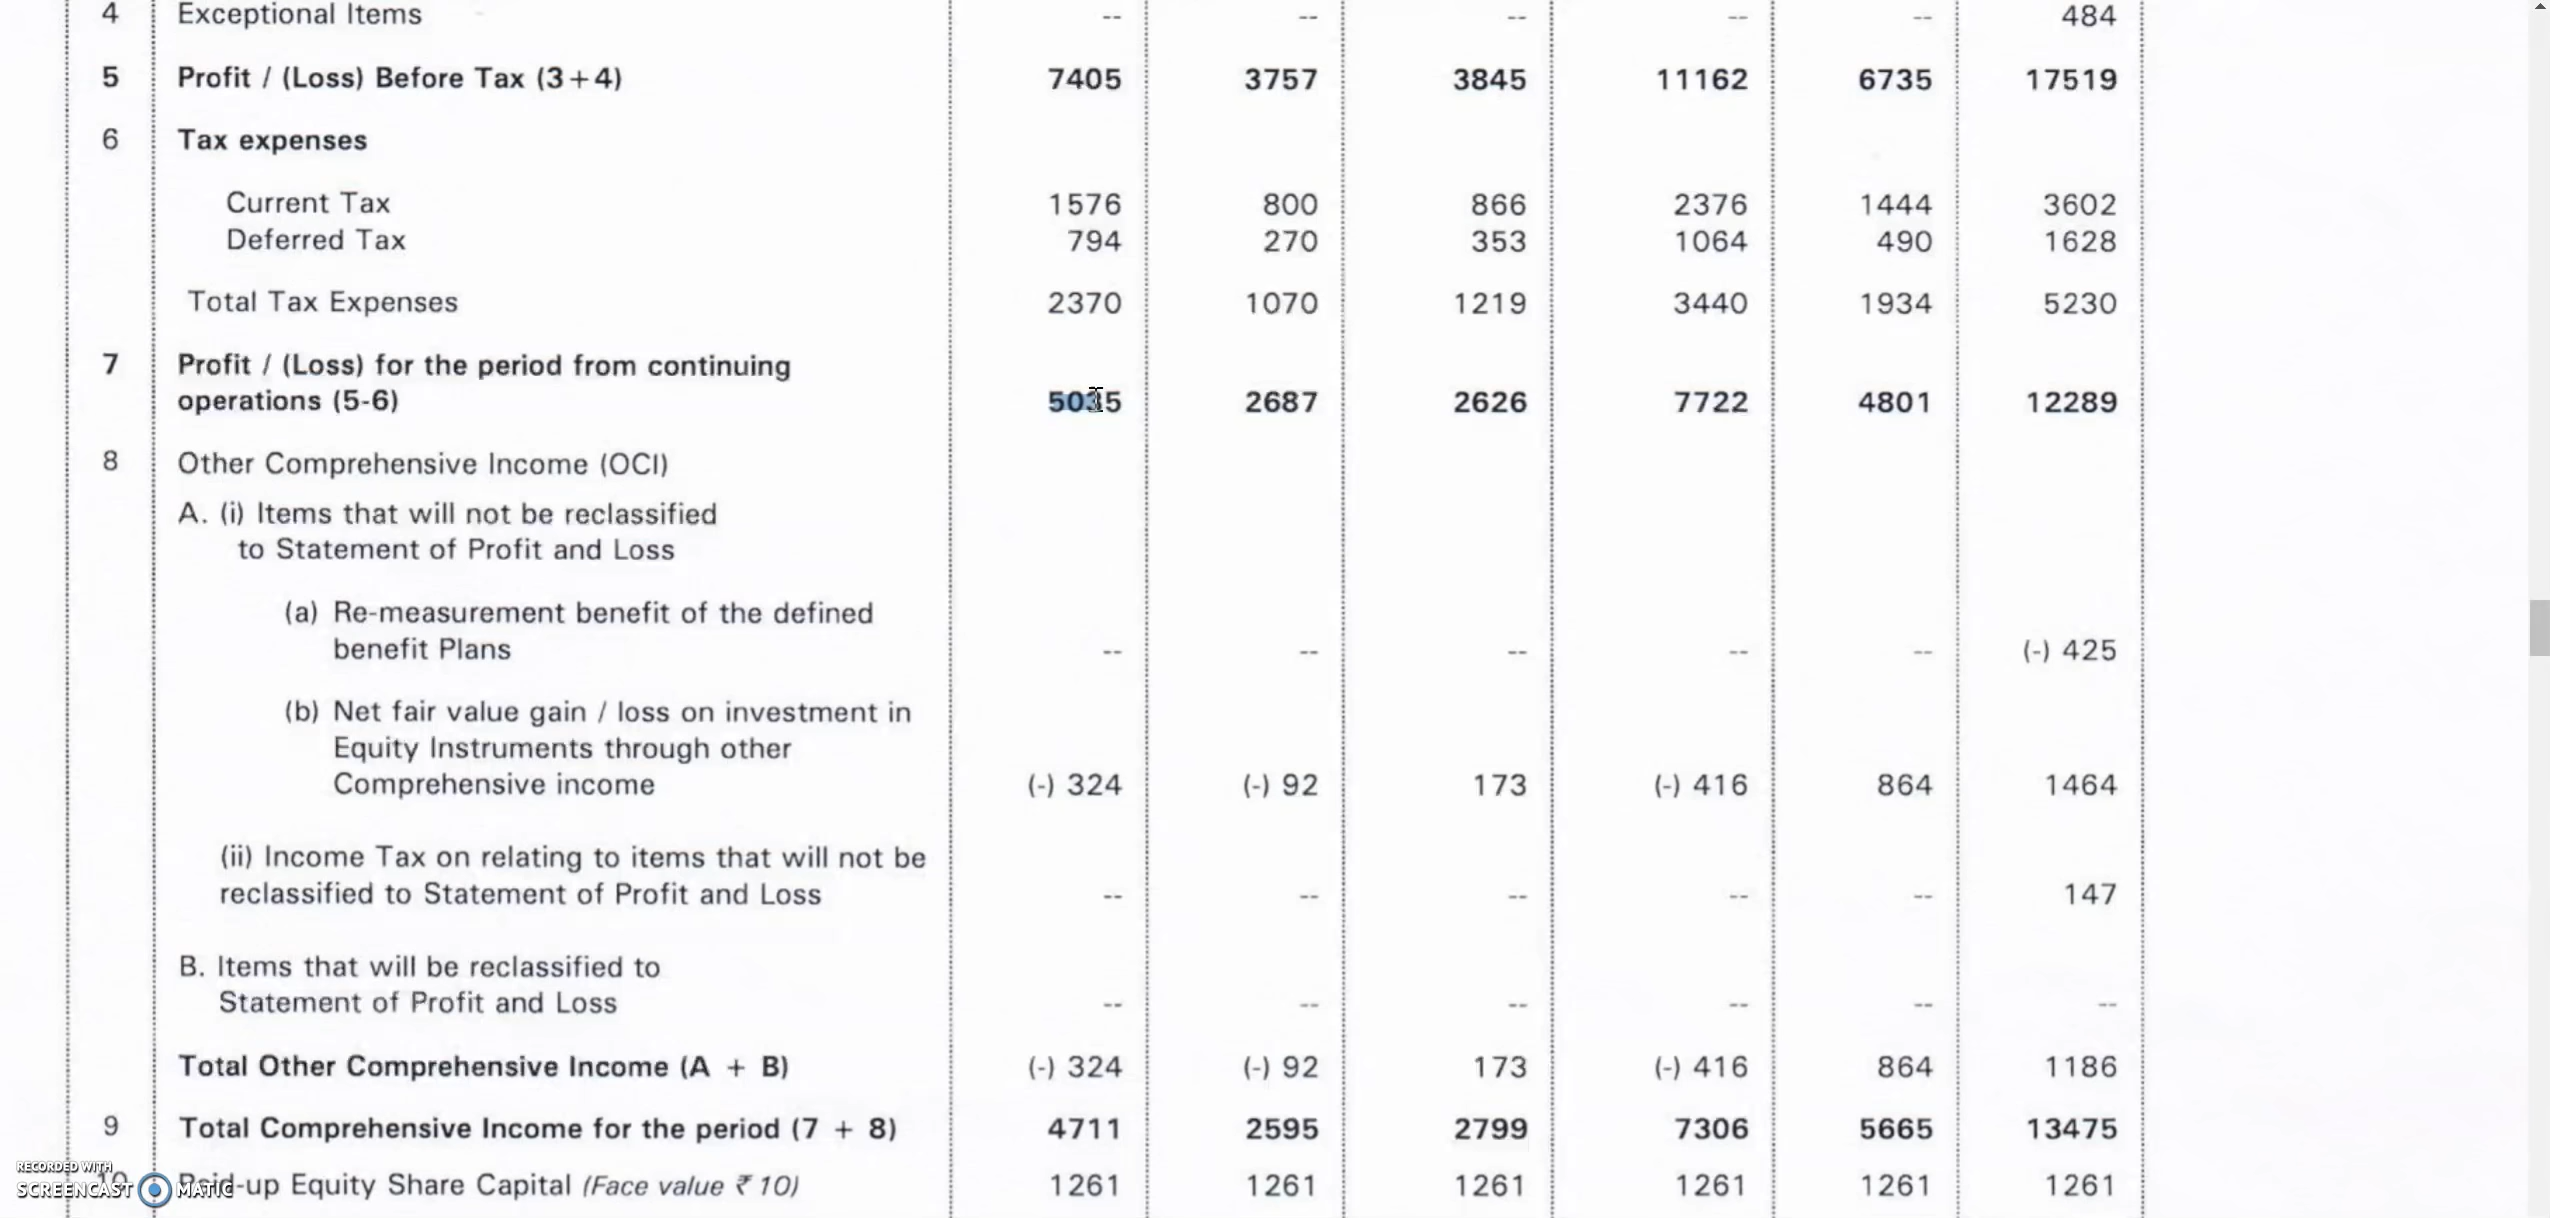 4 Exceptional Items -- -- -- -- -- 484
5 Profit / (Loss) Before Tax (3+4) 7405 3757 3845 11162 6735 17519
6 Tax expenses
Current Tax 1576 800 866 2376 1444 3602
Deferred Tax 794 270 353 1064 490 1628
Total Tax Expenses 2370 1070 1219 3440 1934 5230
7 Profit / (Loss) for the period from continuing
operations (5-6) 5035 2687 2626 7722 4801 12289
8 Other Comprehensive Income (OCI)
A. (i) Items that will not be reclassified
to Statement of Profit and Loss
(a) Re-measurement benefit of the defined
benefit Plans -- -- -- -- -- (-) 425
(b) Net fair value gain / loss on investment in
Equity Instruments through other
Comprehensive income (-) 324 (-) 92 173 (-) 416 864 1464
(ii) Income Tax on relating to items that will not be
reclassified to Statement of Profit and Loss -- -- -- -- -- 147
B. Items that will be reclassified to
Statement of Profit and Loss -- -- -- -- -- --
Total Other Comprehensive Income (A + B) (-) 324 (-) 92 173 (-) 416 864 1186
9 Total Comprehensive Income for the period (7 + 8) 4711 2595 2799 7306 5665 13475
10 Paid-up Equity Share Capital (Face value ₹ 10) 1261 1261 1261 1261 1261 1261
RECORDED WITH
SCREENCAST MATIC